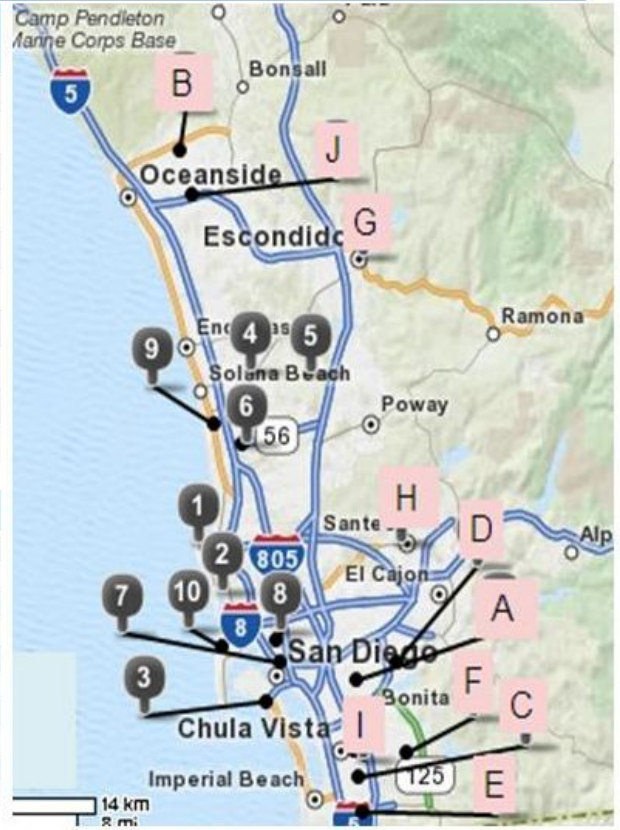 Camp Pendleton
Marine Corps Base
5
B
Bonsall
J
Oceanside
Escondido
G
Ramona
9
4
5
Solana Beach
6
56
Poway
1
H
Sante
D
805
2
El Cajon
Alp
7
10
8
8
A
San Diego
3
Bonita
F
C
Chula Vista
I
125
Imperial Beach
E
14 km
8 mi
5